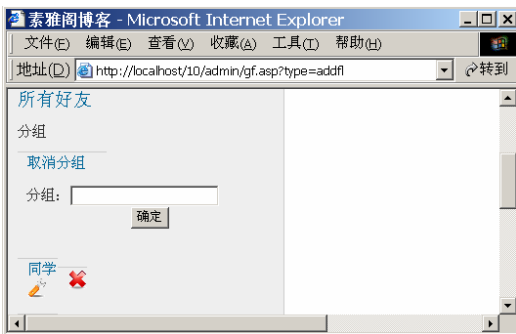 素雅阁博客 - Microsoft Internet Explorer
文件(F) 编辑(E) 查看(V) 收藏(A) 工具(T) 帮助(H)
地址(D) http://localhost/10/admin/gf.asp?type=addfl 转到
所有好友
分组
取消分组
分组：
确定
同学